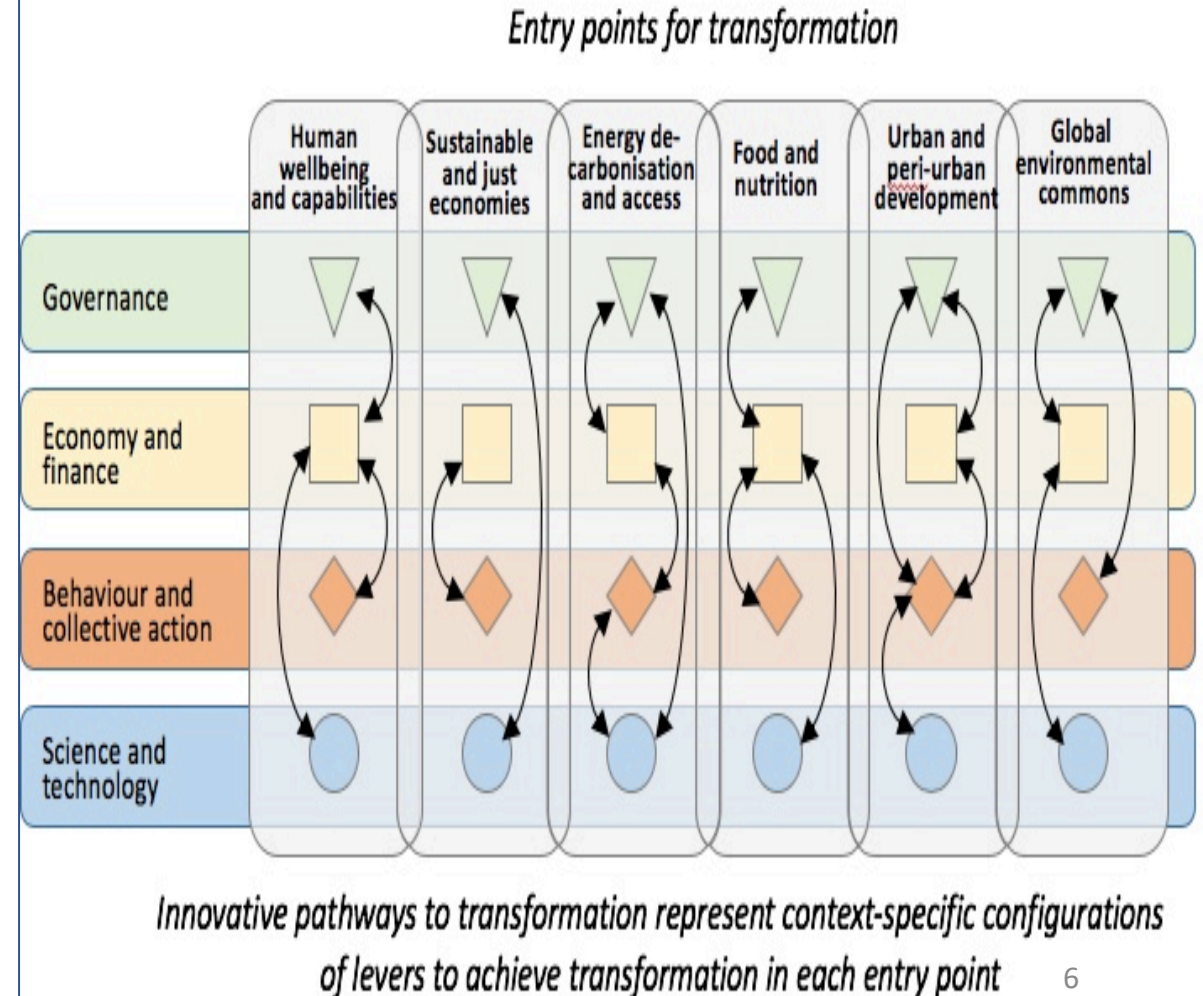 Entry points for transformation
Human
wellbeing
and capabilities
Sustainable
and just
economies
Energy de-
carbonisation
and access
Food and
nutrition
Urban and
peri-urban
development
Global
environmental
commons
Governance
Economy and
finance
Behaviour and
collective action
Science and
technology
Innovative pathways to transformation represent context-specific configurations
of levers to achieve transformation in each entry point
6